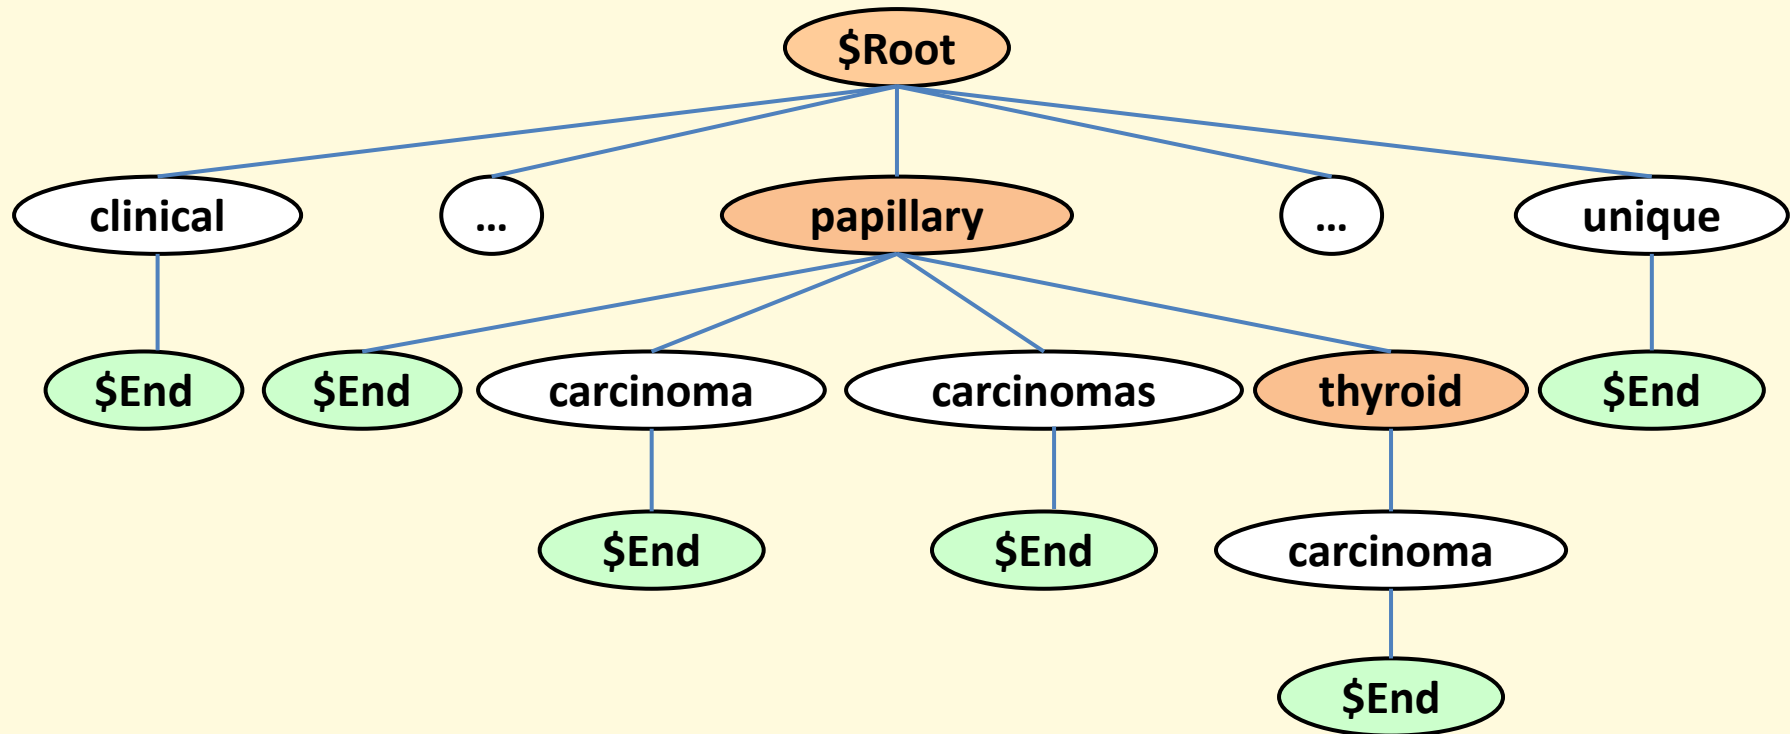 $Root
clinical
...
papillary
...
unique
$End
$End
carcinoma
carcinomas
thyroid
$End
$End
$End
carcinoma
$End